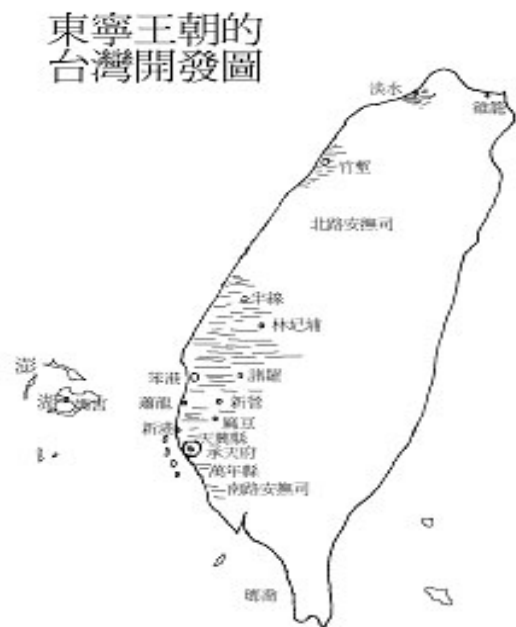 東寧王朝的
台灣開發圖
淡水
雞籠
竹塹
北路安撫司
半線
林圯埔
澎
湖
笨港
諸羅
蕭壠
新營
麻豆
新港
天興縣
承天府
萬年縣
南路安撫司
瑯嶠